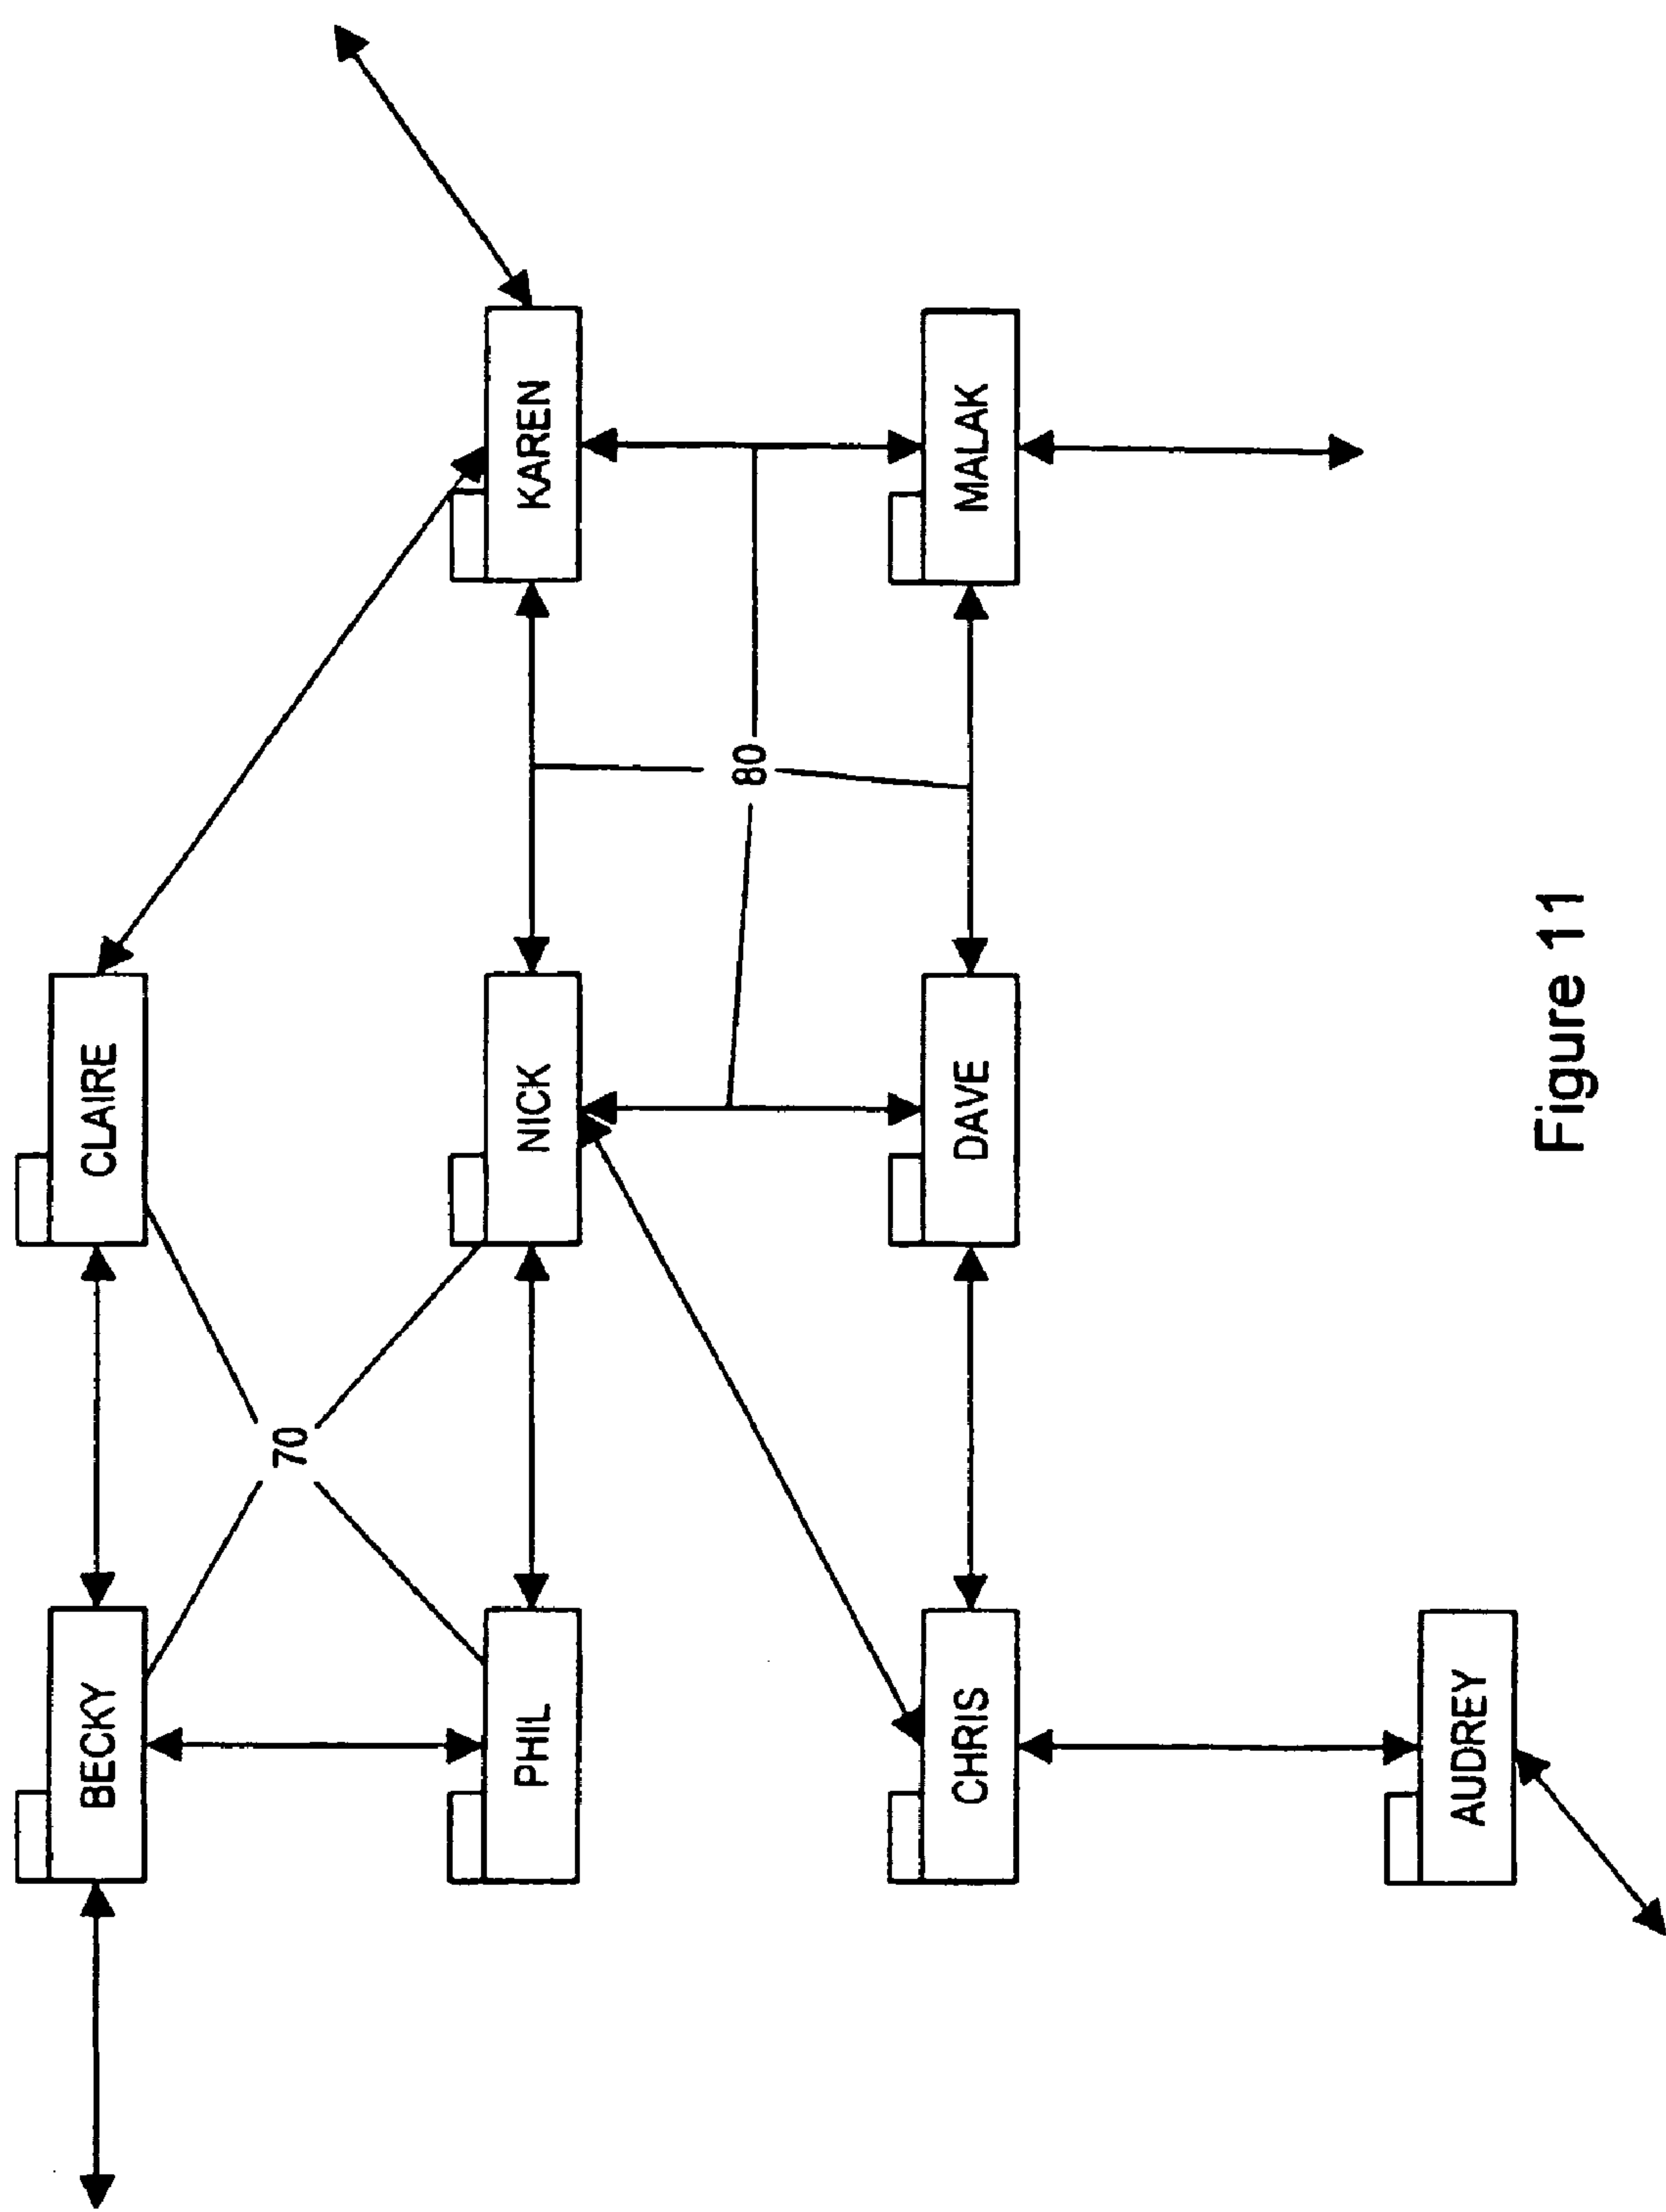 BECKY
CLAIRE
70
PHIL
NICK
KAREN
80
CHRIS
DAVE
MALAK
AUDREY
Figure 11